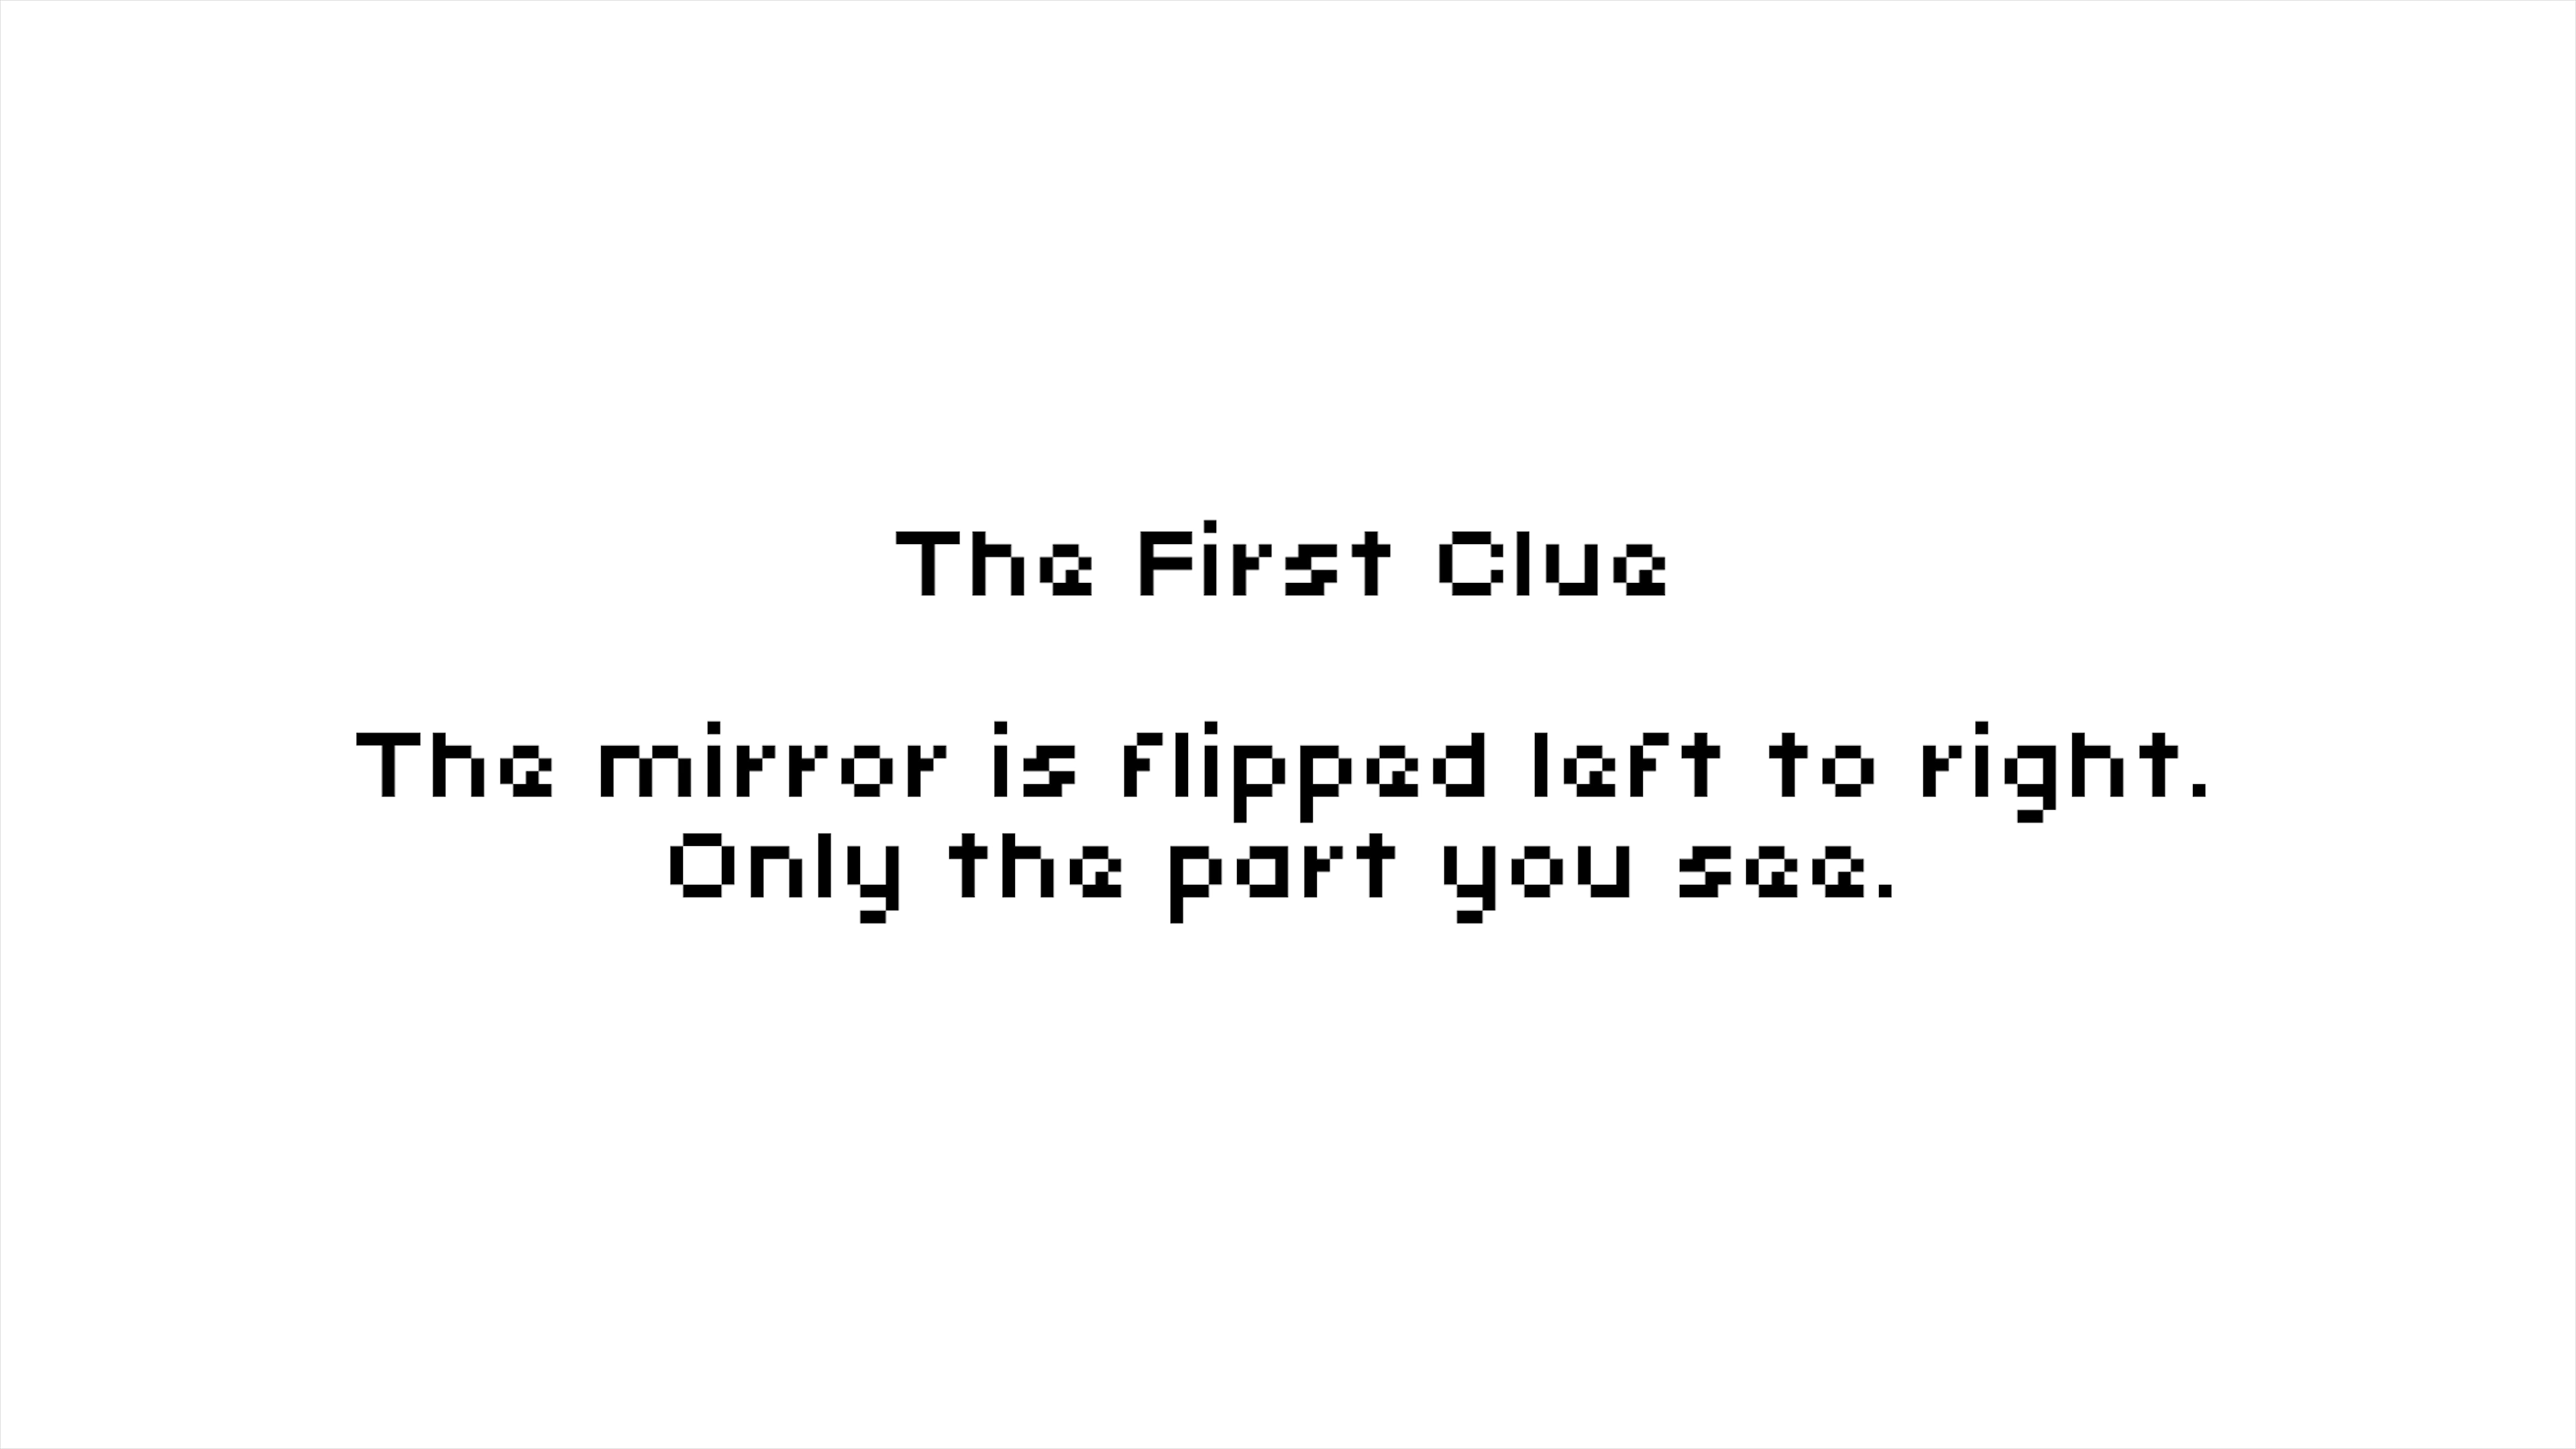 The First Clue
The mirror is flipped left to right.
Only the part you see.